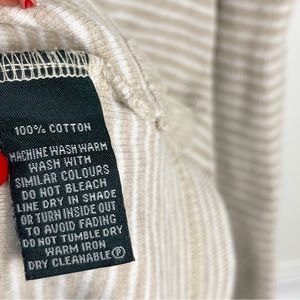 100% COTTON
MACHINE WASH WARM
WASH WITH
SIMILAR COLOURS
DO NOT BLEACH
LINE DRY IN SHADE
OR TURN INSIDE OUT
TO AVOID FADING
DO NOT TUMBLE DRY
WARM IRON
DRY CLEANABLE Ⓟ